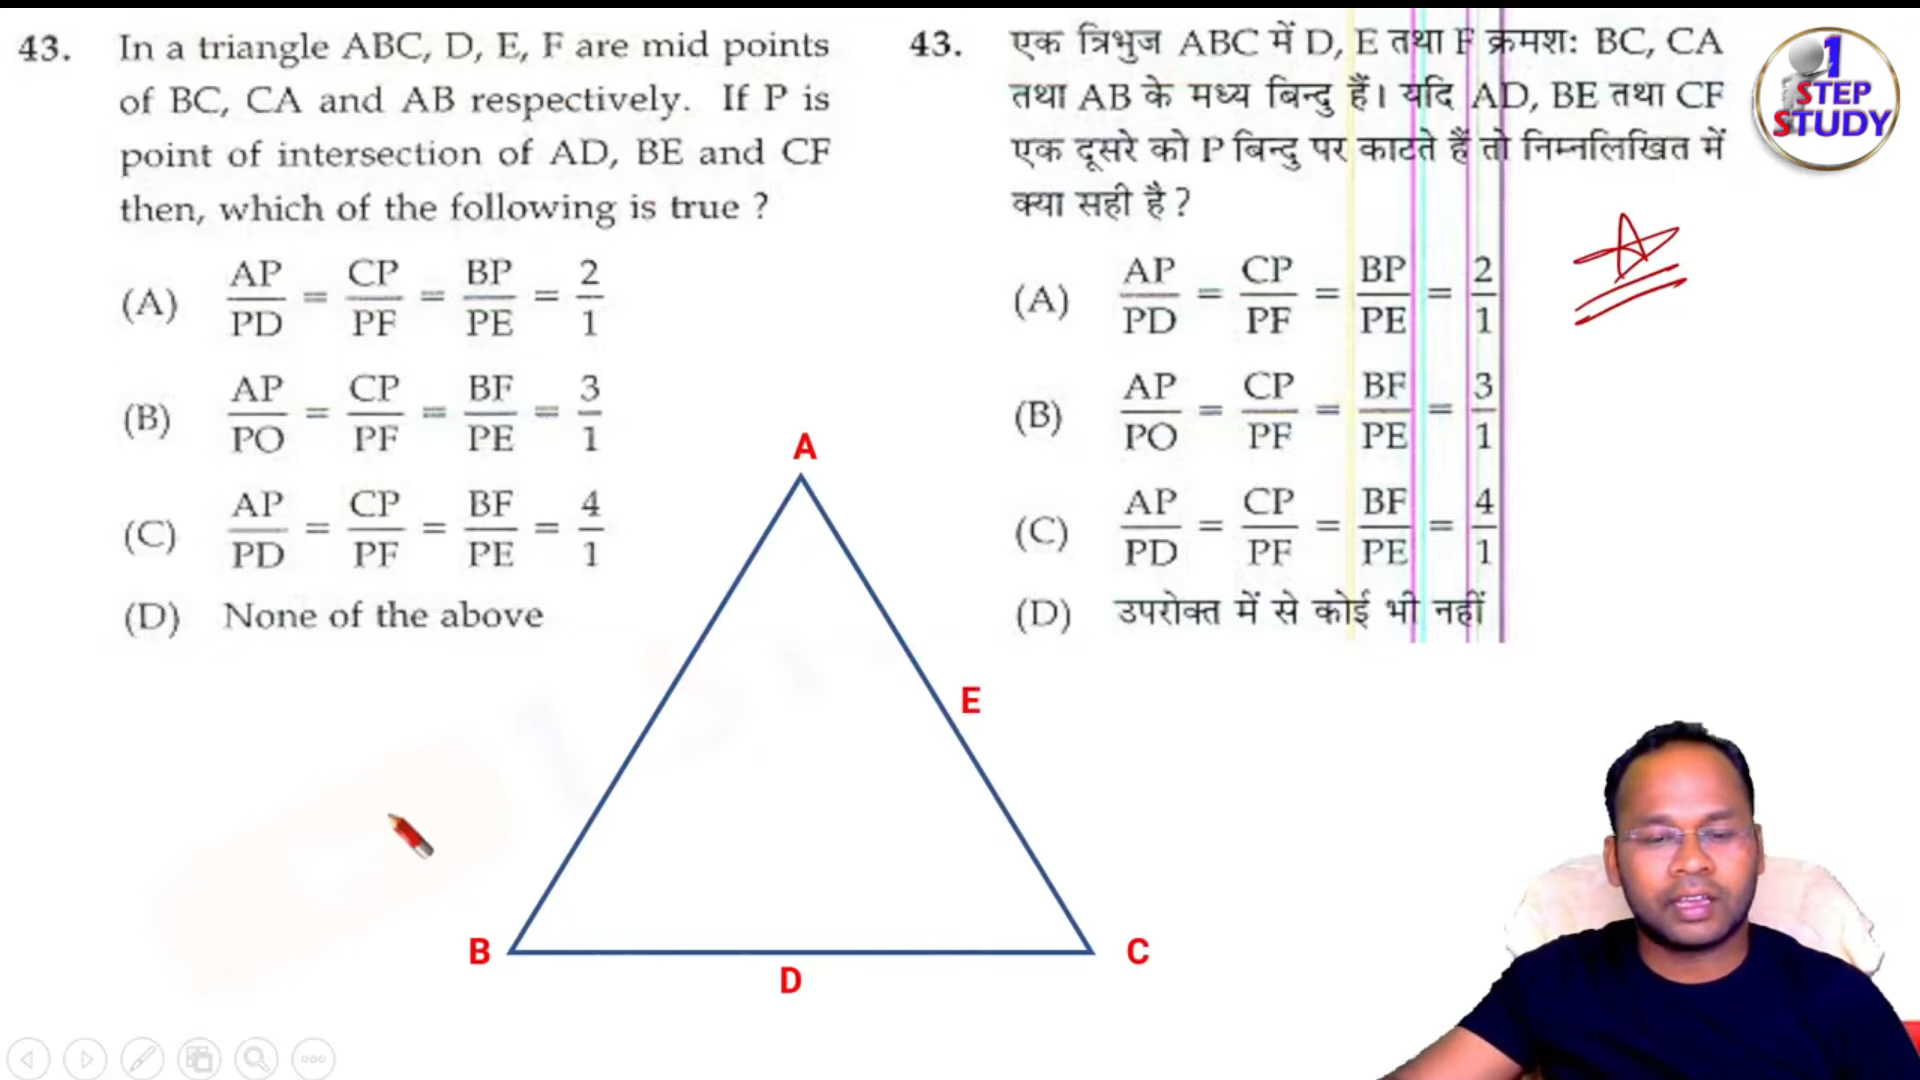 43. In a triangle ABC, D, E, F are mid points
of BC, CA and AB respectively. If P is
point of intersection of AD, BE and CF
then, which of the following is true ?
(A) AP/PD = CP/PF = BP/PE = 2/1
(B) AP/PO = CP/PF = BF/PE = 3/1
(C) AP/PD = CP/PF = BF/PE = 4/1
(D) None of the above
43. एक त्रिभुज ABC में D, E तथा F क्रमशः BC, CA
तथा AB के मध्य बिन्दु हैं। यदि AD, BE तथा CF
एक दूसरे को P बिन्दु पर काटते हैं तो निम्नलिखित में
क्या सही है ?
(A) AP/PD = CP/PF = BP/PE = 2/1
(B) AP/PO = CP/PF = BF/PE = 3/1
(C) AP/PD = CP/PF = BF/PE = 4/1
(D) उपरोक्त में से कोई भी नहीं
1
STEP
STUDY
A
E
B
D
C